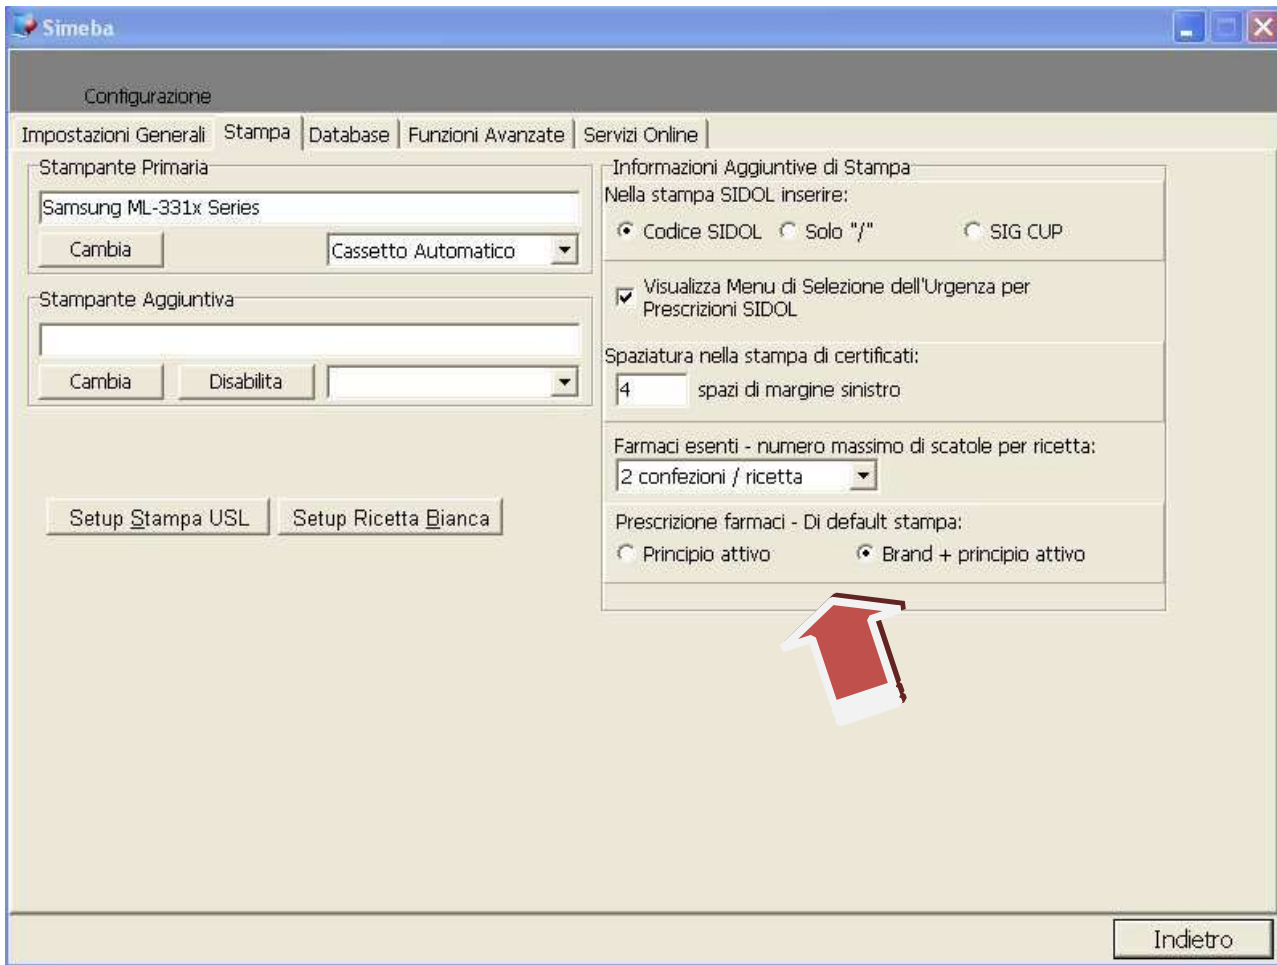 Simeba
Configurazione
Impostazioni Generali Stampa Database Funzioni Avanzate Servizi Online
Stampante Primaria
Samsung ML-331x Series
Cambia Cassetto Automatico
Stampante Aggiuntiva
Cambia Disabilita
Setup Stampa USL Setup Ricetta Bianca
Informazioni Aggiuntive di Stampa
Nella stampa SIDOL inserire:
Codice SIDOL Solo "/" SIG CUP
Visualizza Menu di Selezione dell'Urgenza per
Prescrizioni SIDOL
Spaziatura nella stampa di certificati:
4 spazi di margine sinistro
Farmaci esenti - numero massimo di scatole per ricetta:
2 confezioni / ricetta
Prescrizione farmaci - Di default stampa:
Principio attivo Brand + principio attivo
Indietro